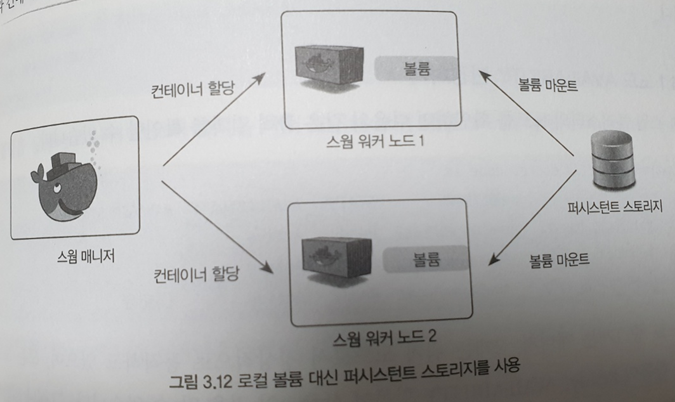 컨테이너 할당
볼륨
볼륨 마운트
스웜 워커 노드 1
스웜 매니저
퍼시스턴트 스토리지
컨테이너 할당
볼륨
볼륨 마운트
스웜 워커 노드 2
그림 3.12 로컬 볼륨 대신 퍼시스턴트 스토리지를 사용